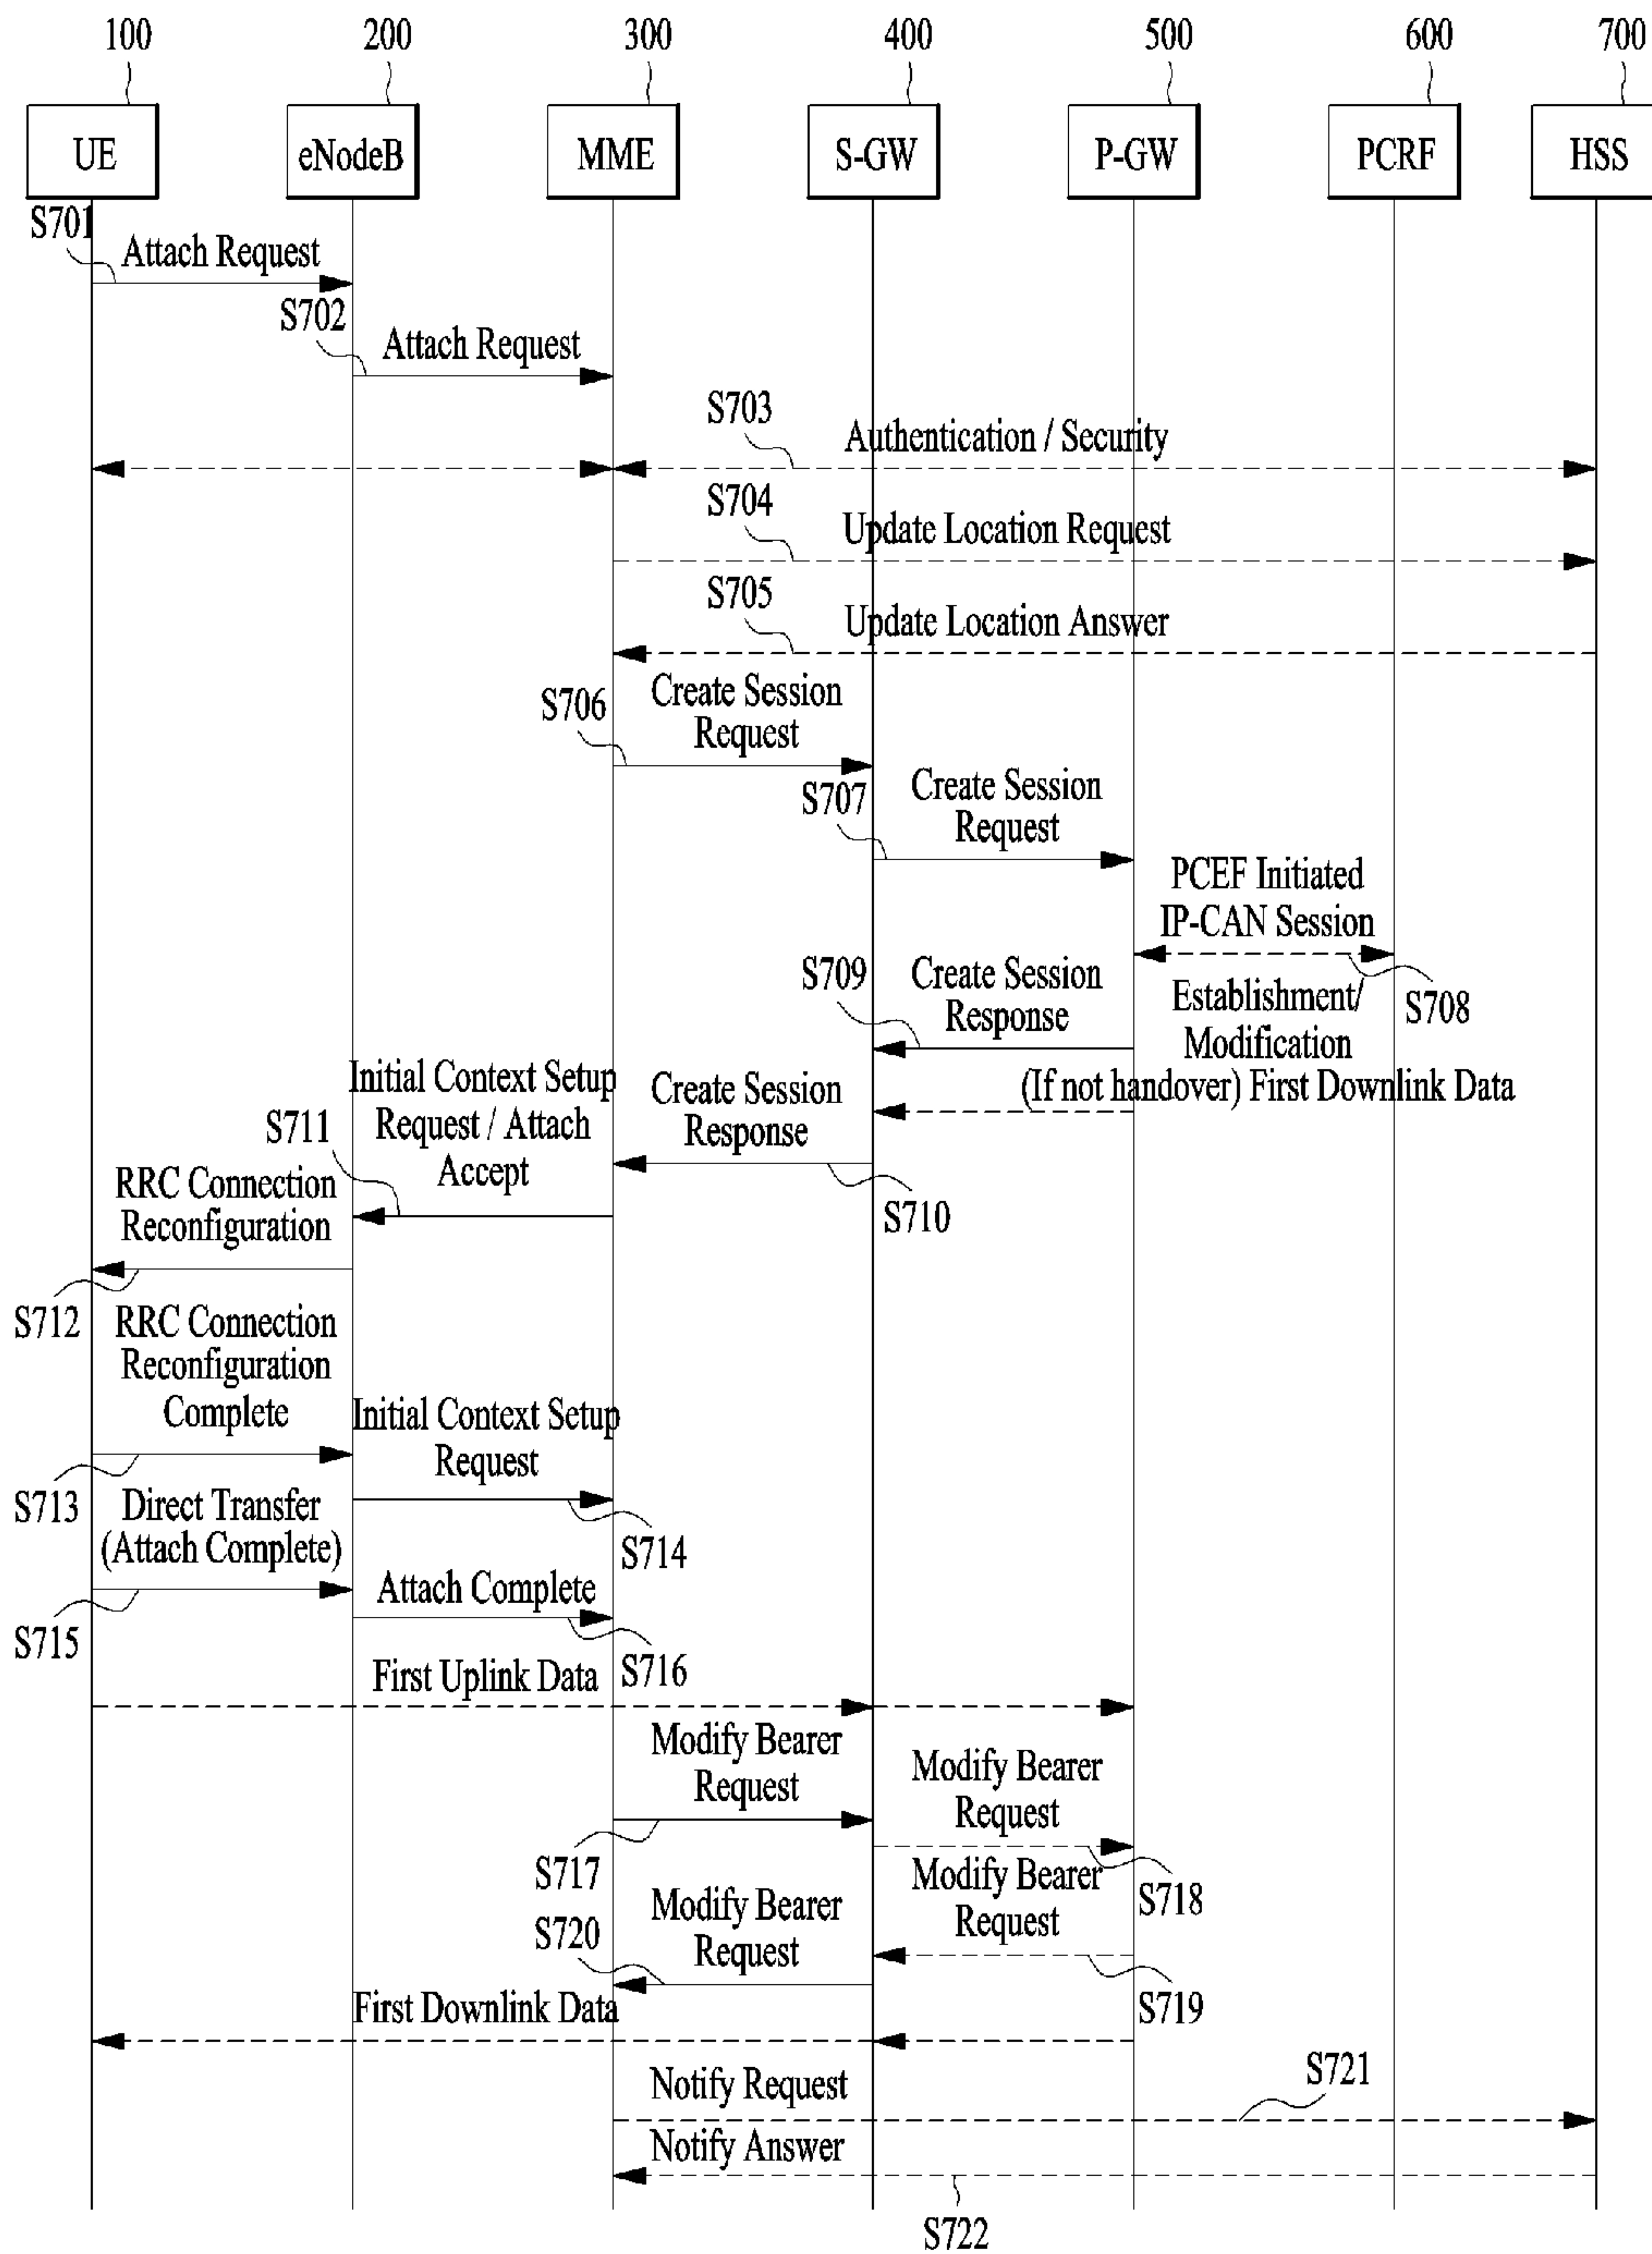 100
200
300
400
500
600
700
UE
eNodeB
MME
S-GW
P-GW
PCRF
HSS
S701
Attach Request
S702
Attach Request
S703
Authentication / Security
S704
Update Location Request
S705
Update Location Answer
S706
Create Session
Request
S707
Create Session
Request
PCEF Initiated
IP-CAN Session
S708
Establishment/
Modification
S709
Create Session
Response
(If not handover) First Downlink Data
Create Session
Response
S710
Initial Context Setup
Request / Attach
Accept
S711
RRC Connection
Reconfiguration
S712
RRC Connection
Reconfiguration
Complete
S713
Initial Context Setup
Request
S714
Direct Transfer
(Attach Complete)
S715
Attach Complete
S716
First Uplink Data
Modify Bearer
Request
S717
Modify Bearer
Request
S718
Modify Bearer
Request
S719
Modify Bearer
Request
S720
First Downlink Data
Notify Request
S721
Notify Answer
S722